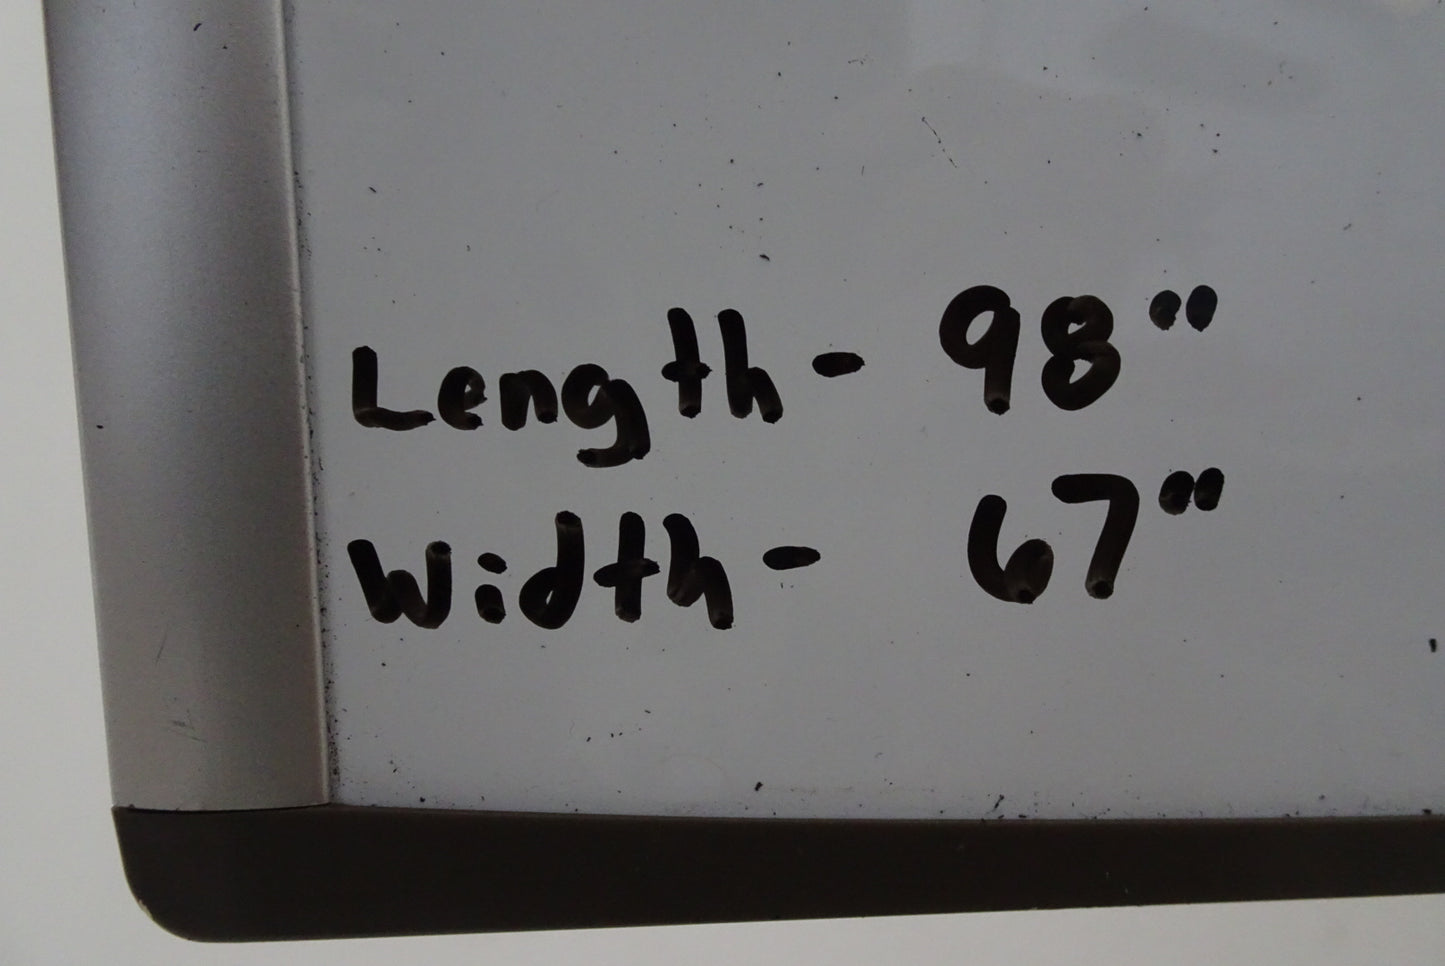 Length- 98"
Width- 67"